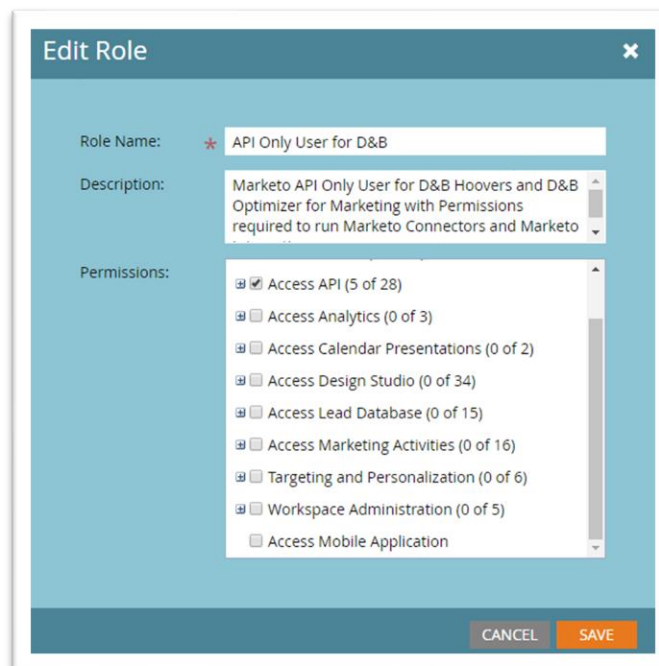 Edit Role
Role Name: * API Only User for D&B
Description: Marketo API Only User for D&B Hoovers and D&B
Optimizer for Marketing with Permissions
required to run Marketo Connectors and Marketo
Permissions:
Access API (5 of 28)
Access Analytics (0 of 3)
Access Calendar Presentations (0 of 2)
Access Design Studio (0 of 34)
Access Lead Database (0 of 15)
Access Marketing Activities (0 of 16)
Targeting and Personalization (0 of 6)
Workspace Administration (0 of 5)
Access Mobile Application
CANCEL SAVE